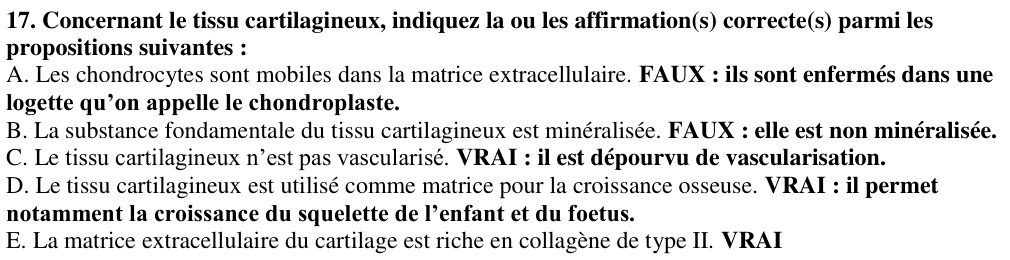 17. Concernant le tissu cartilagineux, indiquez la ou les affirmation(s) correcte(s) parmi les
propositions suivantes :
A. Les chondrocytes sont mobiles dans la matrice extracellulaire. FAUX : ils sont enfermés dans une
logette qu’on appelle le chondroplaste.
B. La substance fondamentale du tissu cartilagineux est minéralisée. FAUX : elle est non minéralisée.
C. Le tissu cartilagineux n’est pas vascularisé. VRAI : il est dépourvu de vascularisation.
D. Le tissu cartilagineux est utilisé comme matrice pour la croissance osseuse. VRAI : il permet
notamment la croissance du squelette de l’enfant et du foetus.
E. La matrice extracellulaire du cartilage est riche en collagène de type II. VRAI